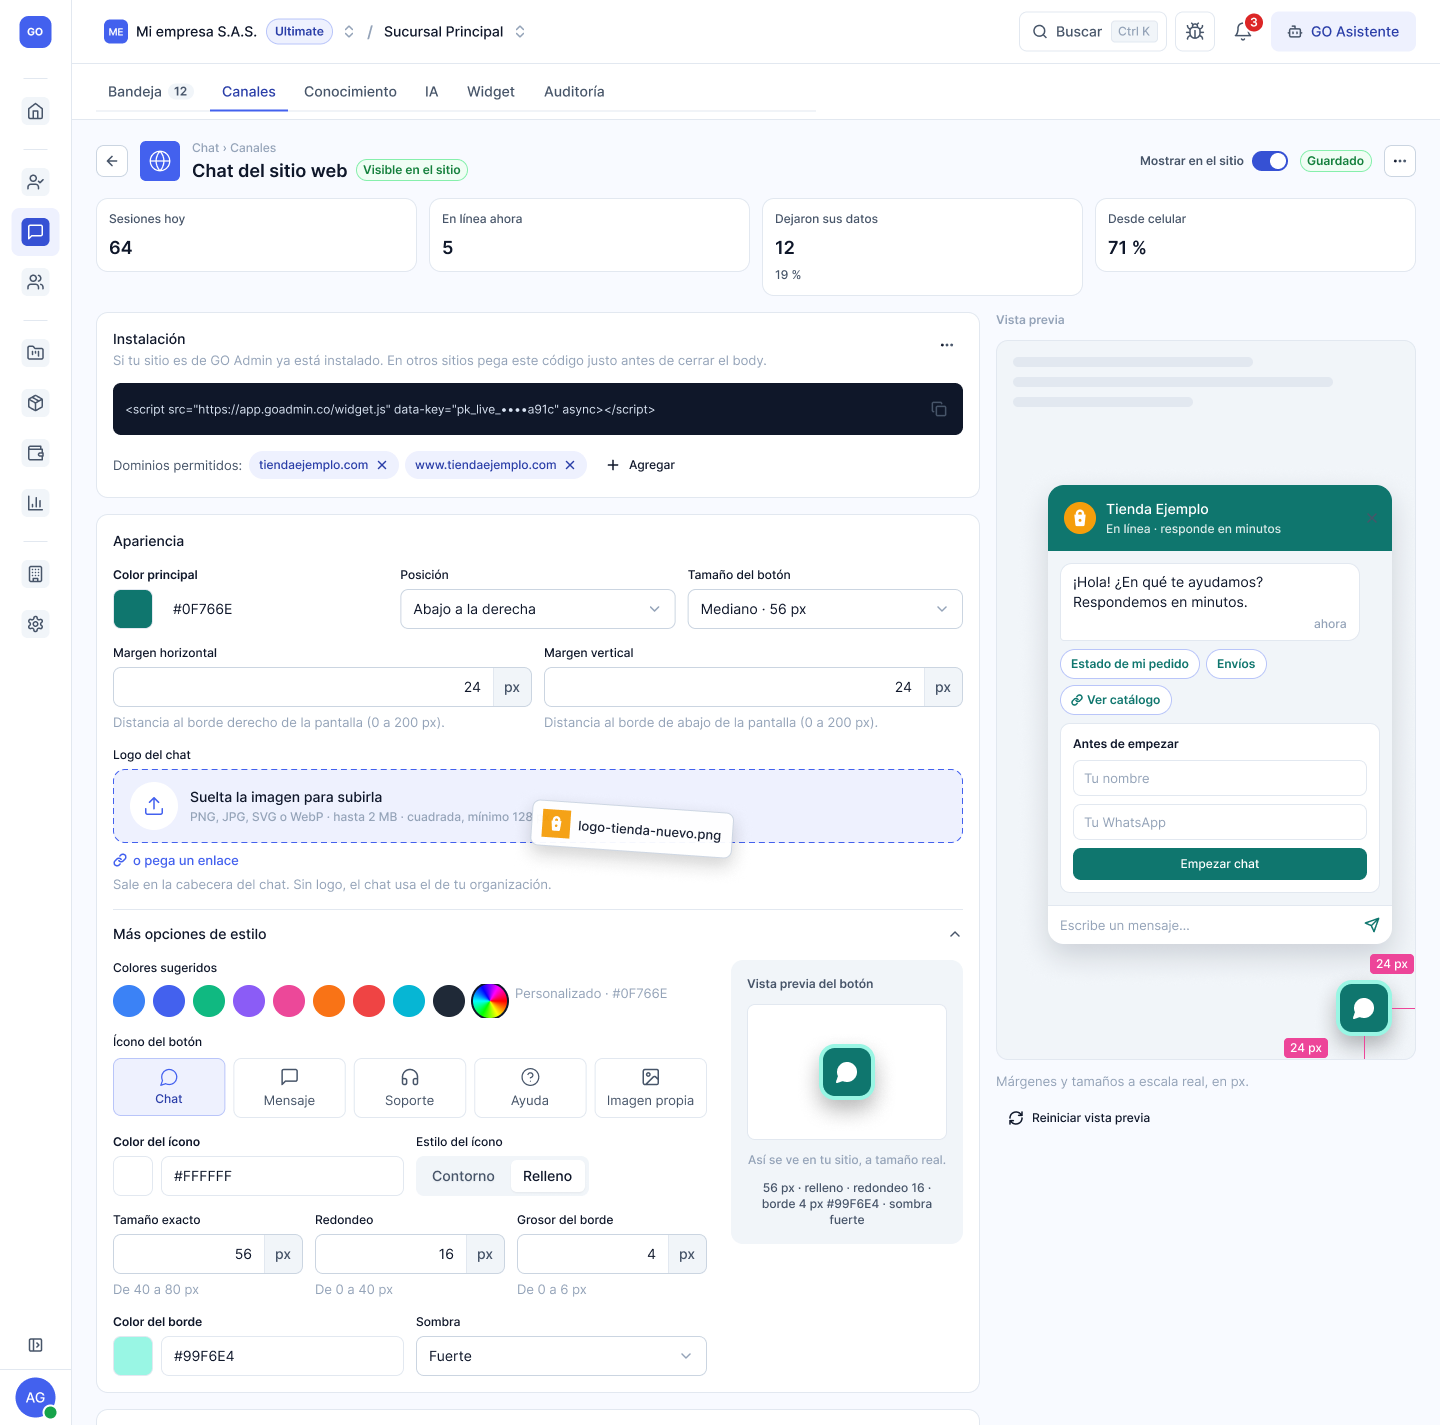 GO
ME Mi empresa S.A.S. Ultimate / Sucursal Principal
Buscar Ctrl K
3
GO Asistente
Bandeja 12 Canales Conocimiento IA Widget Auditoría
Chat › Canales
Chat del sitio web Visible en el sitio
Mostrar en el sitio Guardado
Sesiones hoy
64
En línea ahora
5
Dejaron sus datos
12
19 %
Desde celular
71 %
Instalación
Si tu sitio es de GO Admin ya está instalado. En otros sitios pega este código justo antes de cerrar el body.
<script src="https://app.goadmin.co/widget.js" data-key="pk_live_••••a91c" async></script>
Dominios permitidos: tiendaejemplo.com www.tiendaejemplo.com Agregar
Apariencia
Color principal
#0F766E
Posición
Abajo a la derecha
Tamaño del botón
Mediano · 56 px
Margen horizontal
24 px
Distancia al borde derecho de la pantalla (0 a 200 px).
Margen vertical
24 px
Distancia al borde de abajo de la pantalla (0 a 200 px).
Logo del chat
Suelta la imagen para subirla
PNG, JPG, SVG o WebP · hasta 2 MB · cuadrada, mínimo 128
logo-tienda-nuevo.png
o pega un enlace
Sale en la cabecera del chat. Sin logo, el chat usa el de tu organización.
Más opciones de estilo
Colores sugeridos
Personalizado · #0F766E
Ícono del botón
Chat
Mensaje
Soporte
Ayuda
Imagen propia
Color del ícono
#FFFFFF
Estilo del ícono
Contorno Relleno
Tamaño exacto
56 px
De 40 a 80 px
Redondeo
16 px
De 0 a 40 px
Grosor del borde
4 px
De 0 a 6 px
Color del borde
#99F6E4
Sombra
Fuerte
Vista previa del botón
Así se ve en tu sitio, a tamaño real.
56 px · relleno · redondeo 16 ·
borde 4 px #99F6E4 · sombra
fuerte
Vista previa
Tienda Ejemplo
En línea · responde en minutos
¡Hola! ¿En qué te ayudamos?
Respondemos en minutos.
ahora
Estado de mi pedido
Envíos
Ver catálogo
Antes de empezar
Tu nombre
Tu WhatsApp
Empezar chat
Escribe un mensaje...
24 px
24 px
Márgenes y tamaños a escala real, en px.
Reiniciar vista previa
AG